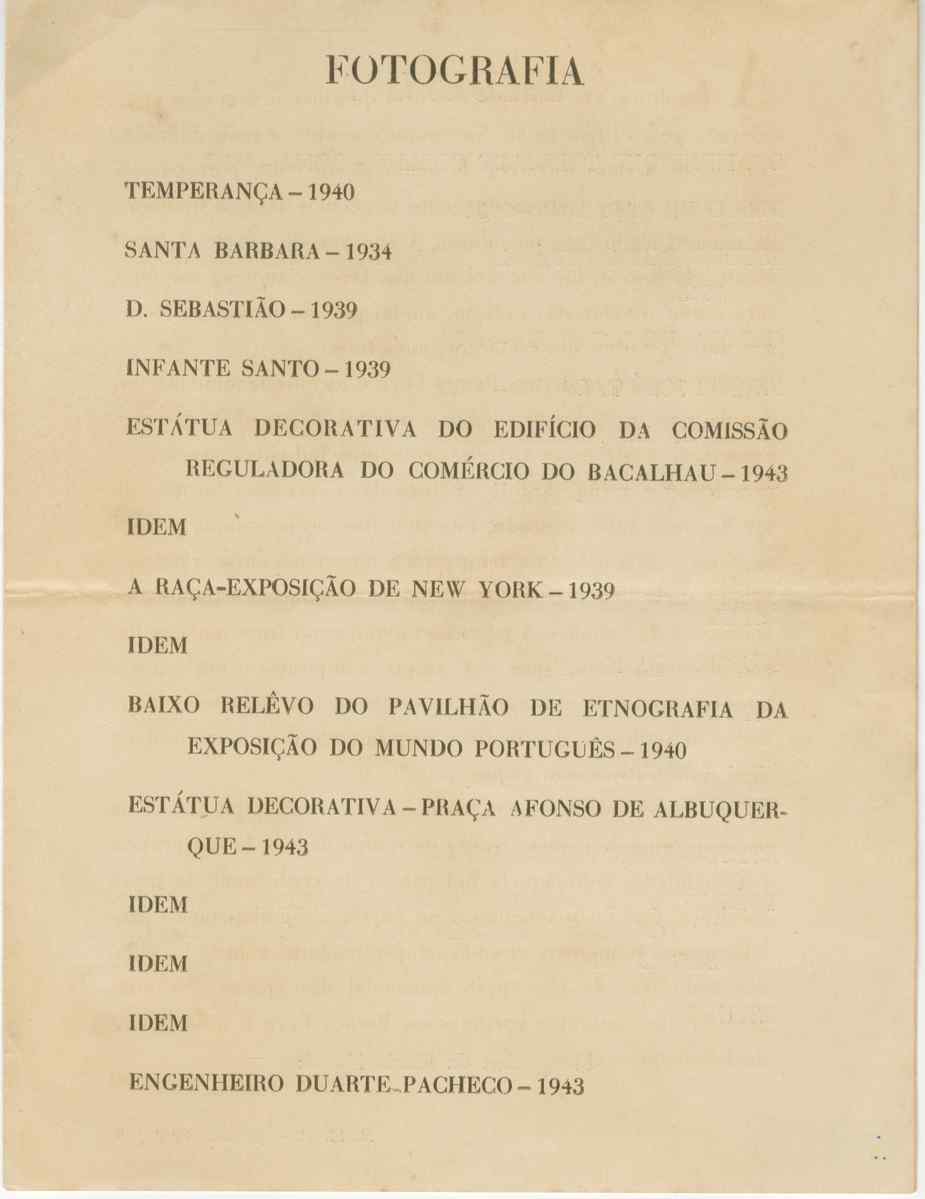 FOTOGRAFIA
TEMPERANÇA – 1940
SANTA BARBARA – 1934
D. SEBASTIÃO – 1939
INFANTE SANTO – 1939
ESTÁTUA DECORATIVA DO EDIFÍCIO DA COMISSÃO
REGULADORA DO COMÉRCIO DO BACALHAU – 1943
IDEM
A RAÇA-EXPOSIÇÃO DE NEW YORK – 1939
IDEM
BAIXO RELÊVO DO PAVILHÃO DE ETNOGRAFIA DA
EXPOSIÇÃO DO MUNDO PORTUGUÊS – 1940
ESTÁTUA DECORATIVA – PRAÇA AFONSO DE ALBUQUER-
QUE – 1943
IDEM
IDEM
IDEM
ENGENHEIRO DUARTE PACHECO – 1943